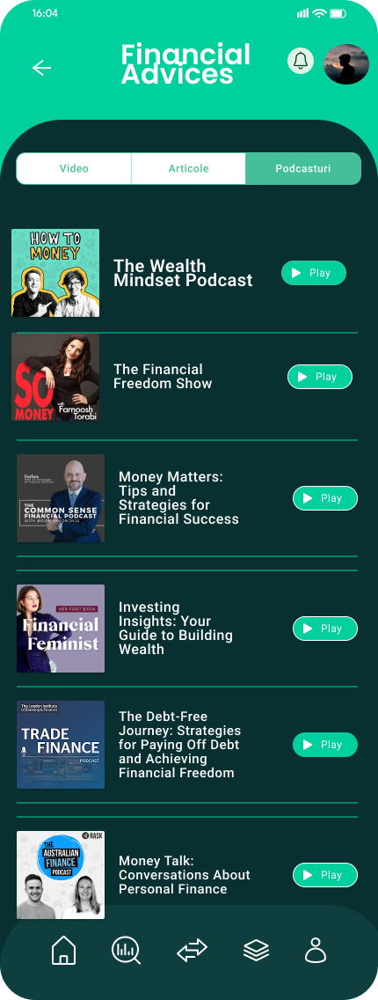 16:04
Financial
Advices
Video
Articole
Podcasturi
HOW TO
MONEY
The Wealth
Mindset Podcast
Play
SO
MONEY
with
Farnoosh
Torabi
The Financial
Freedom Show
Play
Forbes
THE
COMMON SENSE
FINANCIAL PODCAST
Money Matters:
Tips and
Strategies for
Financial Success
Play
HER FIRST $100K
Financial
Feminist
Investing
Insights: Your
Guide to Building
Wealth
Play
The London Institute
of Banking & Finance
TRADE
FINANCE
PODCAST
The Debt-Free
Journey: Strategies
for Paying Off Debt
and Achieving
Financial Freedom
Play
RASK
THE
AUSTRALIAN
FINANCE
PODCAST
Money Talk:
Conversations About
Personal Finance
Play